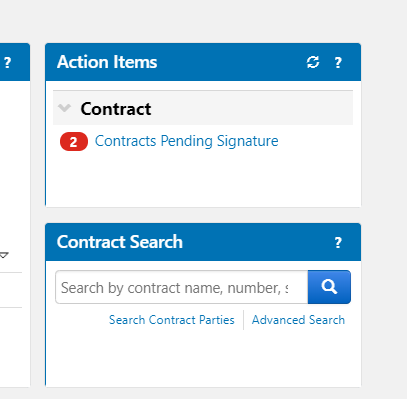 ?
Action Items ?
Contract
2 Contracts Pending Signature
Contract Search ?
Search by contract name, number, s
Search Contract Parties Advanced Search